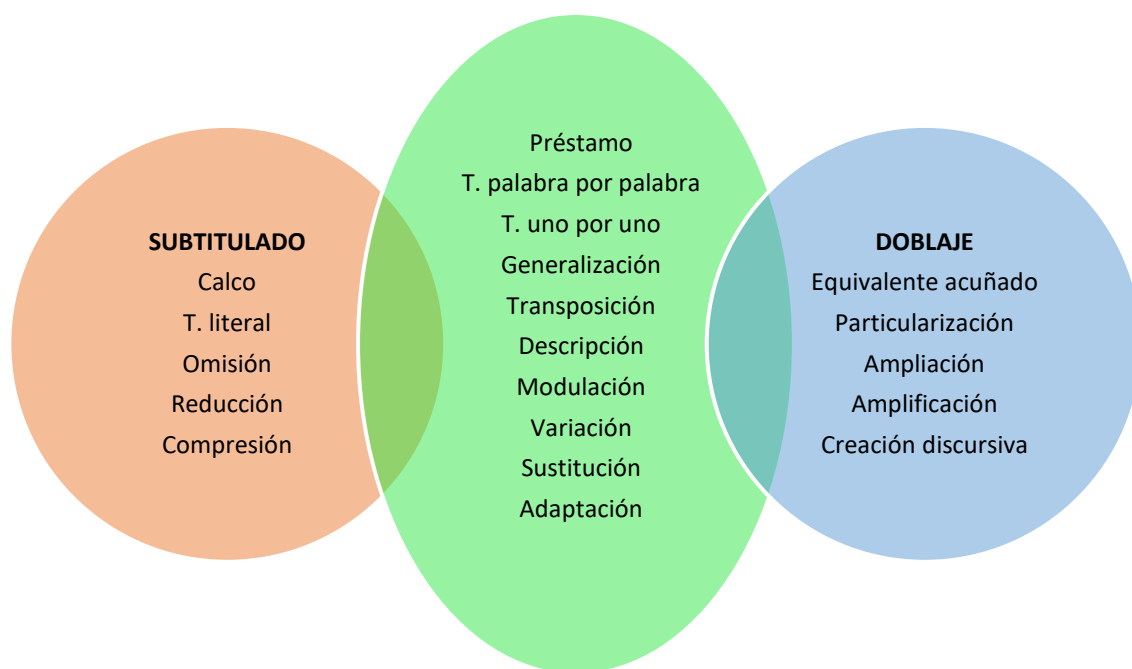 SUBTITULADO
Calco
T. literal
Omisión
Reducción
Compresión
Préstamo
T. palabra por palabra
T. uno por uno
Generalización
Transposición
Descripción
Modulación
Variación
Sustitución
Adaptación
DOBLAJE
Equivalente acuñado
Particularización
Ampliación
Amplificación
Creación discursiva